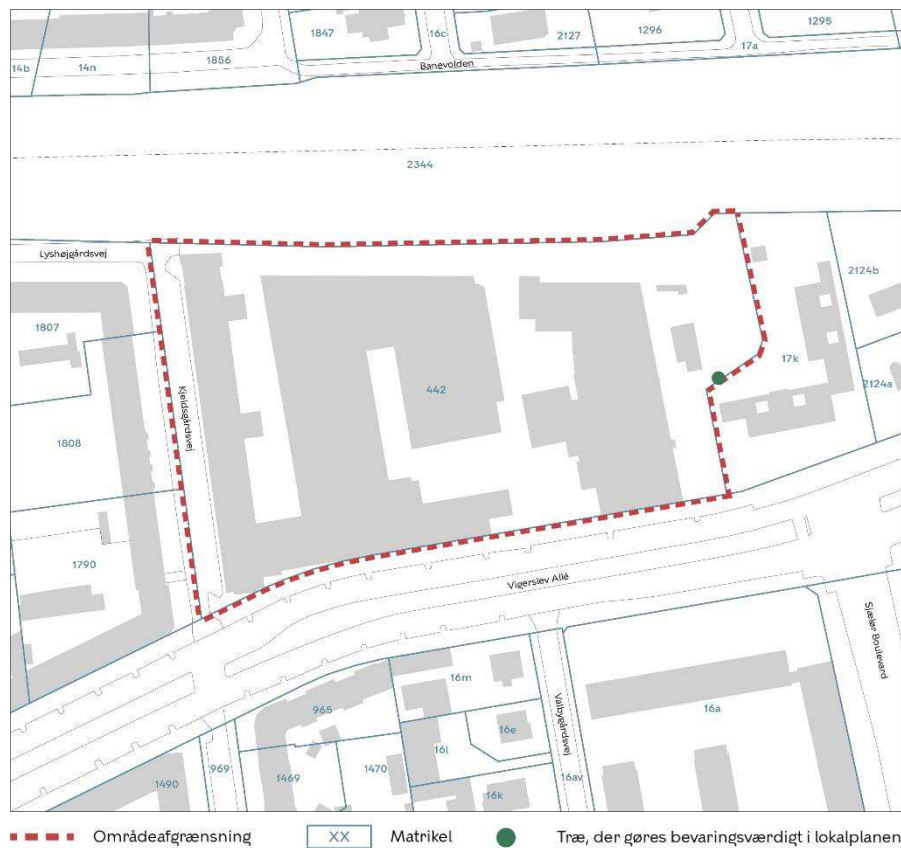 1847
16c
2127
1296
1295
17a
14b
14n
1856
Banevolden
2344
Lyshøjgårdsvej
2124b
1807
17k
2124a
442
Kjeldsgårdsvej
1808
1790
Vigerslev Allé
Sjælør Boulevard
16m
965
16e
Valbygårdsvej
16a
16l
1490
969
1469
1470
16k
16av
Områdeafgrænsning
XX Matrikel
Træ, der gøres bevaringsværdigt i lokalplanen